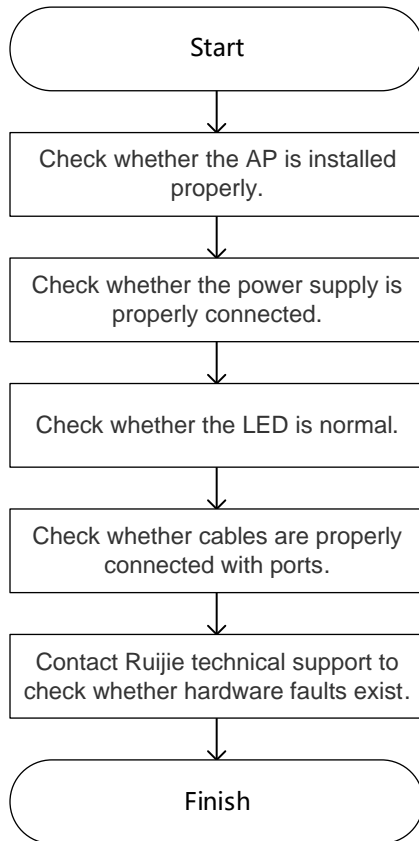 Start
Check whether the AP is installed
properly.
Check whether the power supply is
properly connected.
Check whether the LED is normal.
Check whether cables are properly
connected with ports.
Contact Ruijie technical support to
check whether hardware faults exist.
Finish